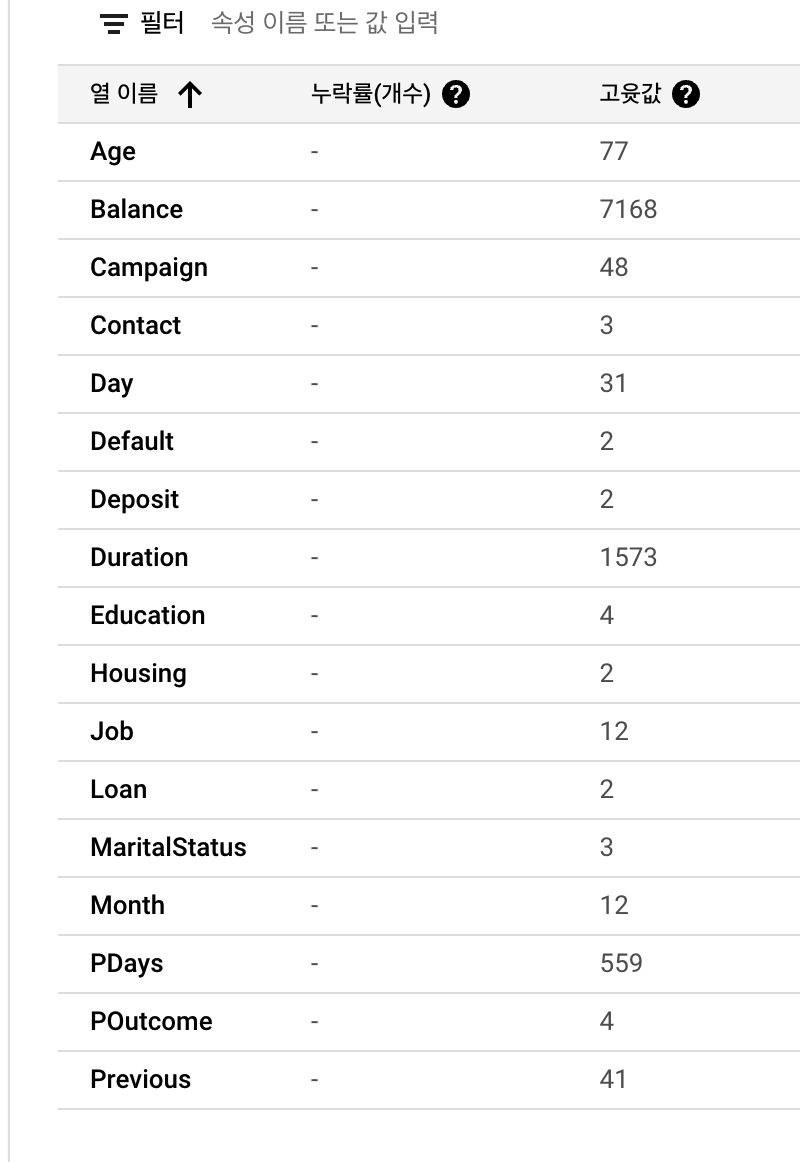 필터 속성 이름 또는 값 입력
열 이름 ↑ 누락률(개수) ? 고윳값 ?
Age - 77
Balance - 7168
Campaign - 48
Contact - 3
Day - 31
Default - 2
Deposit - 2
Duration - 1573
Education - 4
Housing - 2
Job - 12
Loan - 2
MaritalStatus - 3
Month - 12
PDays - 559
POutcome - 4
Previous - 41